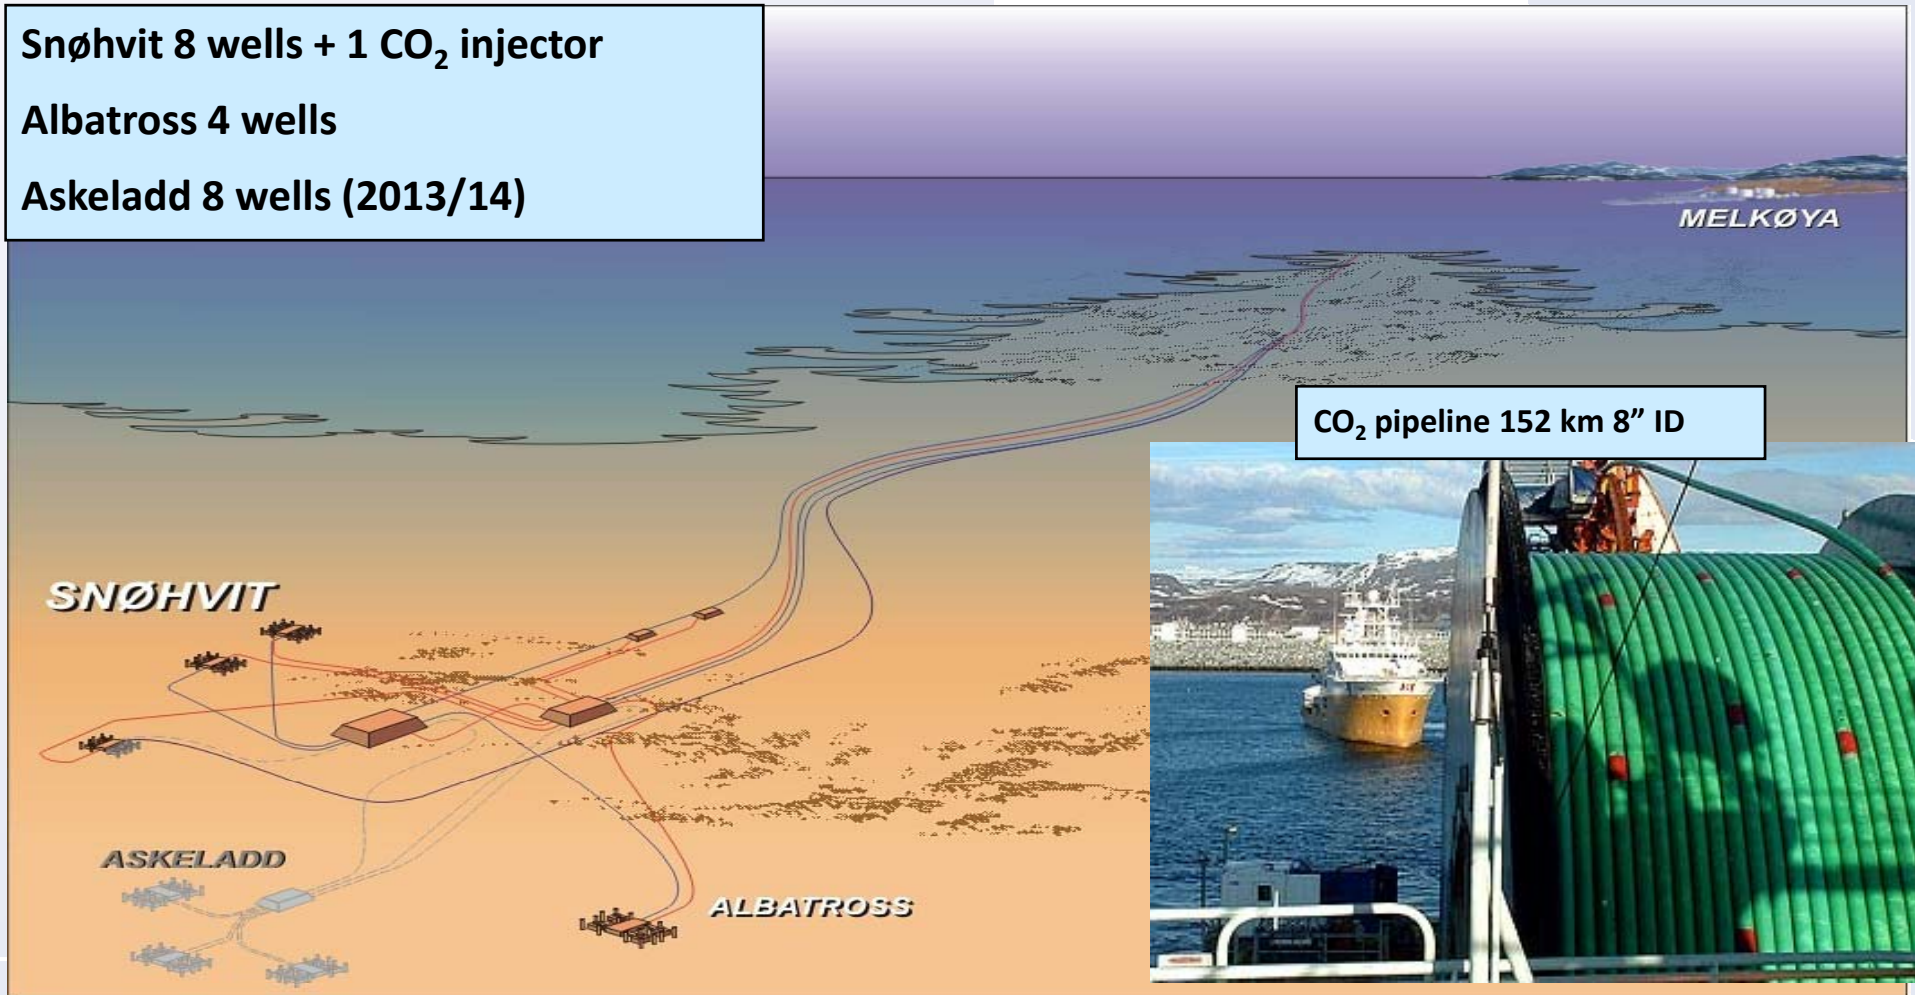 Snøhvit 8 wells + 1 CO₂ injector
Albatross 4 wells
Askeladd 8 wells (2013/14)
MELKØYA
CO₂ pipeline 152 km 8” ID
SNØHVIT
ASKELADD
ALBATROSS